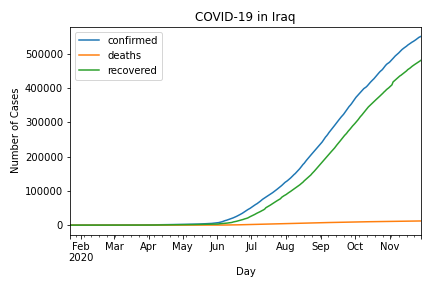 COVID-19 in Iraq
confirmed
deaths
recovered
Number of Cases
500000
400000
300000
200000
100000
0
Feb Mar Apr May Jun Jul Aug Sep Oct Nov
2020
Day